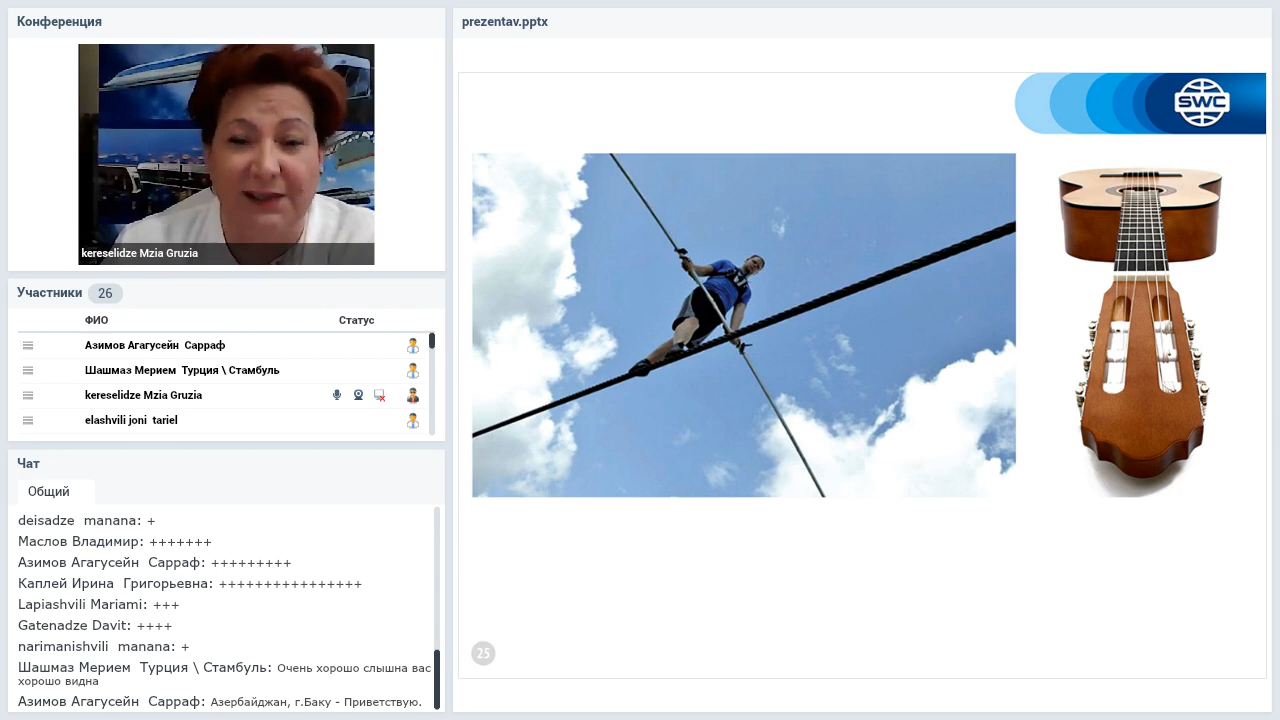 Конференция
kereselidze Mzia Gruzia
Участники 26
ФИО Статус
Азимов Агагусейн Сарраф
Шашмаз Мерием Турция \ Стамбуль
kereselidze Mzia Gruzia
elashvili joni tariel
Чат
Общий
deisadze manana: +
Маслов Владимир: +++++++
Азимов Агагусейн Сарраф: +++++++++
Каплей Ирина Григорьевна: ++++++++++++++++
Lapiashvili Mariami: +++
Gatenadze Davit: ++++
narimanishvili manana: +
Шашмаз Мерием Турция \ Стамбуль: Очень хорошо слышна вас
хорошо видна
Азимов Агагусейн Сарраф: Азербайджан, г.Баку - Приветствую.
prezentav.pptx
SWC
25